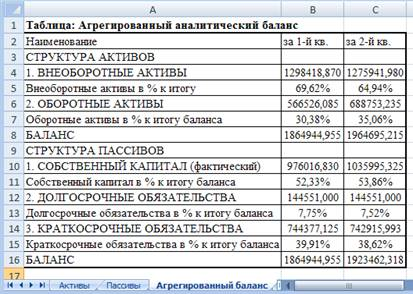 A B C
1 Таблица: Агрегированный аналитический баланс
2 Наименование за 1-й кв. за 2-й кв.
3 СТРУКТУРА АКТИВОВ
4 1. ВНЕОБОРОТНЫЕ АКТИВЫ 1298418,870 1275941,980
5 Внеоборотные активы в % к итогу 69,62% 64,94%
6 2. ОБОРОТНЫЕ АКТИВЫ 566526,085 688753,235
7 Оборотные активы в % к итогу баланса 30,38% 35,06%
8 БАЛАНС 1864944,955 1964695,215
9 СТРУКТУРА ПАССИВОВ
10 1. СОБСТВЕННЫЙ КАПИТАЛ (фактический) 976016,830 1035995,325
11 Собственный капитал в % к итогу баланса 52,33% 53,86%
12 2. ДОЛГОСРОЧНЫЕ ОБЯЗАТЕЛЬСТВА 144551,000 144551,000
13 Долгосрочные обязательства в % к итогу баланса 7,75% 7,52%
14 3. КРАТКОСРОЧНЫЕ ОБЯЗАТЕЛЬСТВА 744377,125 742915,993
15 Краткосрочные обязательства в % к итогу баланса 39,91% 38,62%
16 БАЛАНС 1864944,955 1923462,318
17
Активы Пассивы Агрегированный баланс